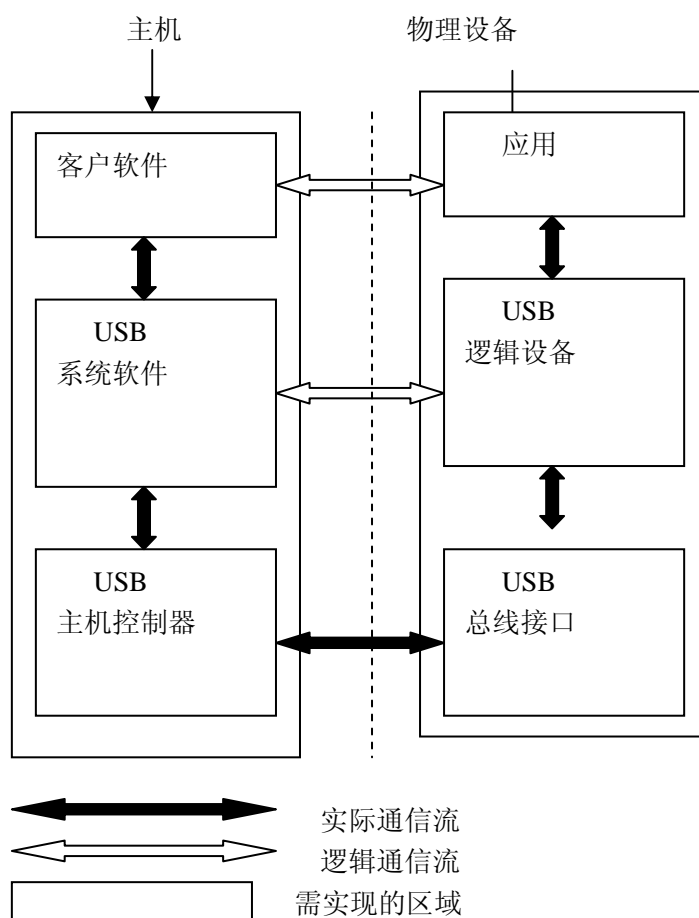 主机
物理设备
客户软件
应用
USB
系统软件
USB
逻辑设备
USB
主机控制器
USB
总线接口
实际通信流
逻辑通信流
需实现的区域